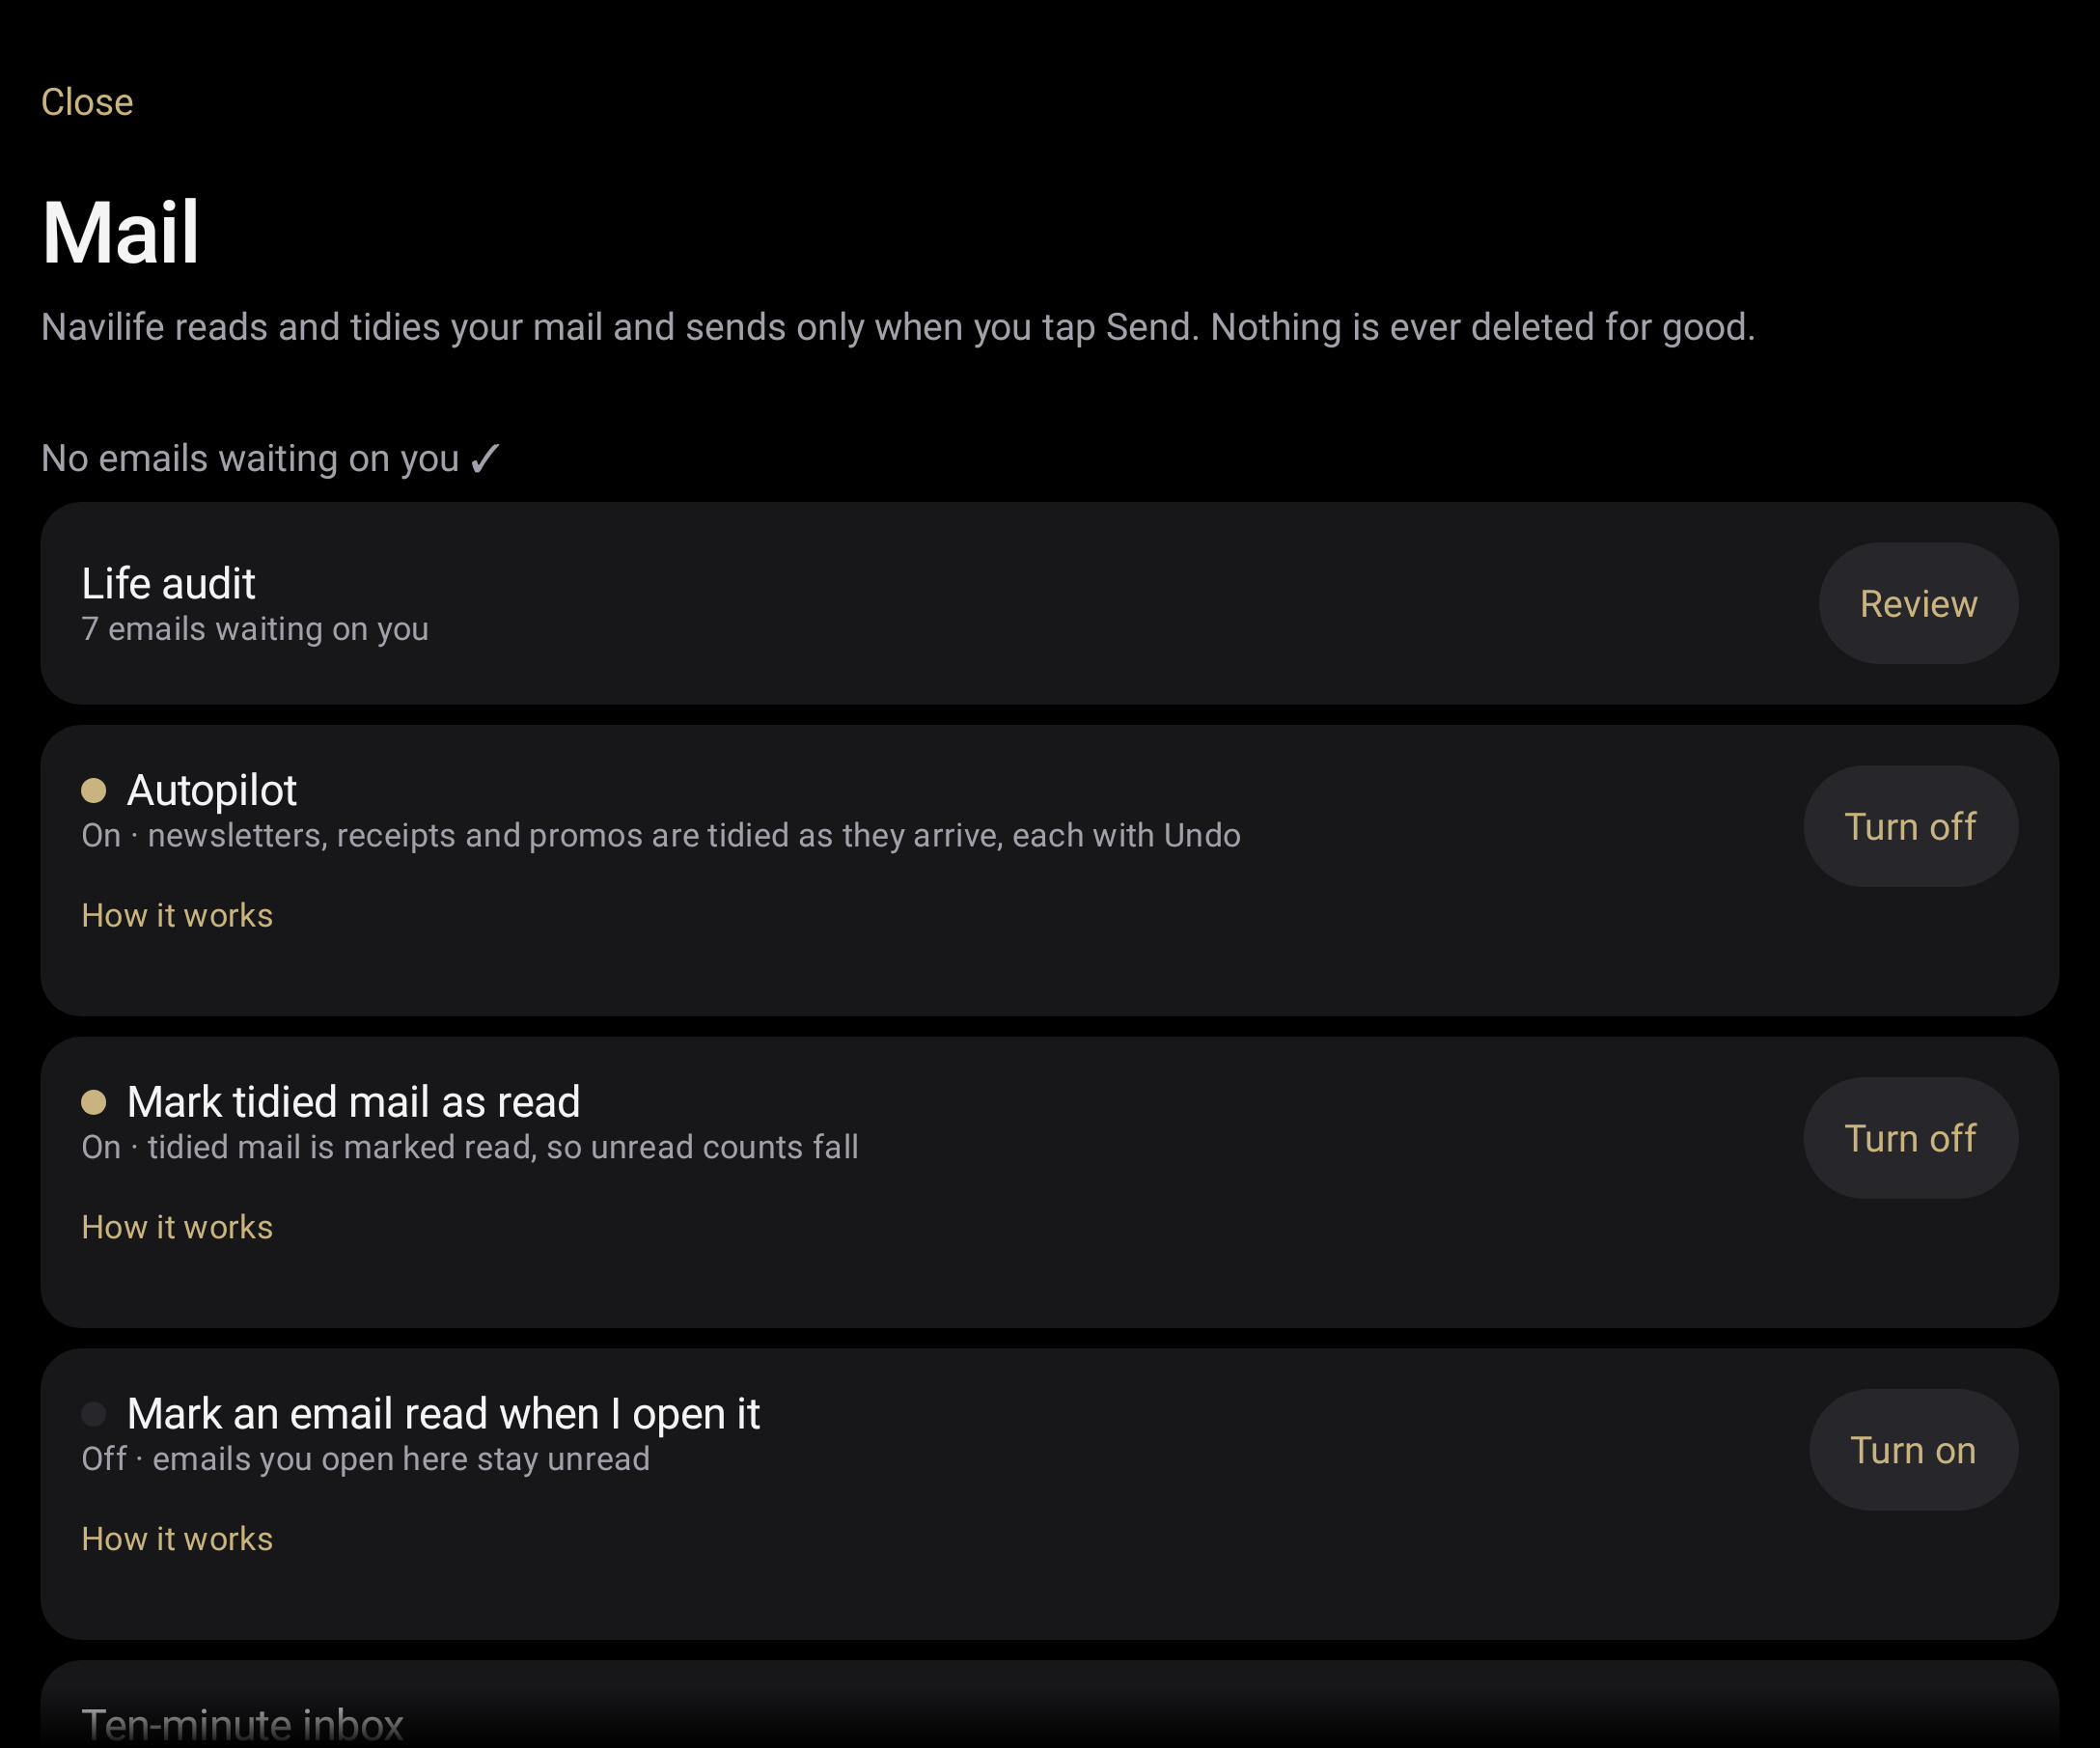 Close
Mail
Navilife reads and tidies your mail and sends only when you tap Send. Nothing is ever deleted for good.
No emails waiting on you ✓
Life audit
7 emails waiting on you
Review
Autopilot
On · newsletters, receipts and promos are tidied as they arrive, each with Undo
Turn off
How it works
Mark tidied mail as read
On · tidied mail is marked read, so unread counts fall
Turn off
How it works
Mark an email read when I open it
Off · emails you open here stay unread
Turn on
How it works
Ten-minute inbox